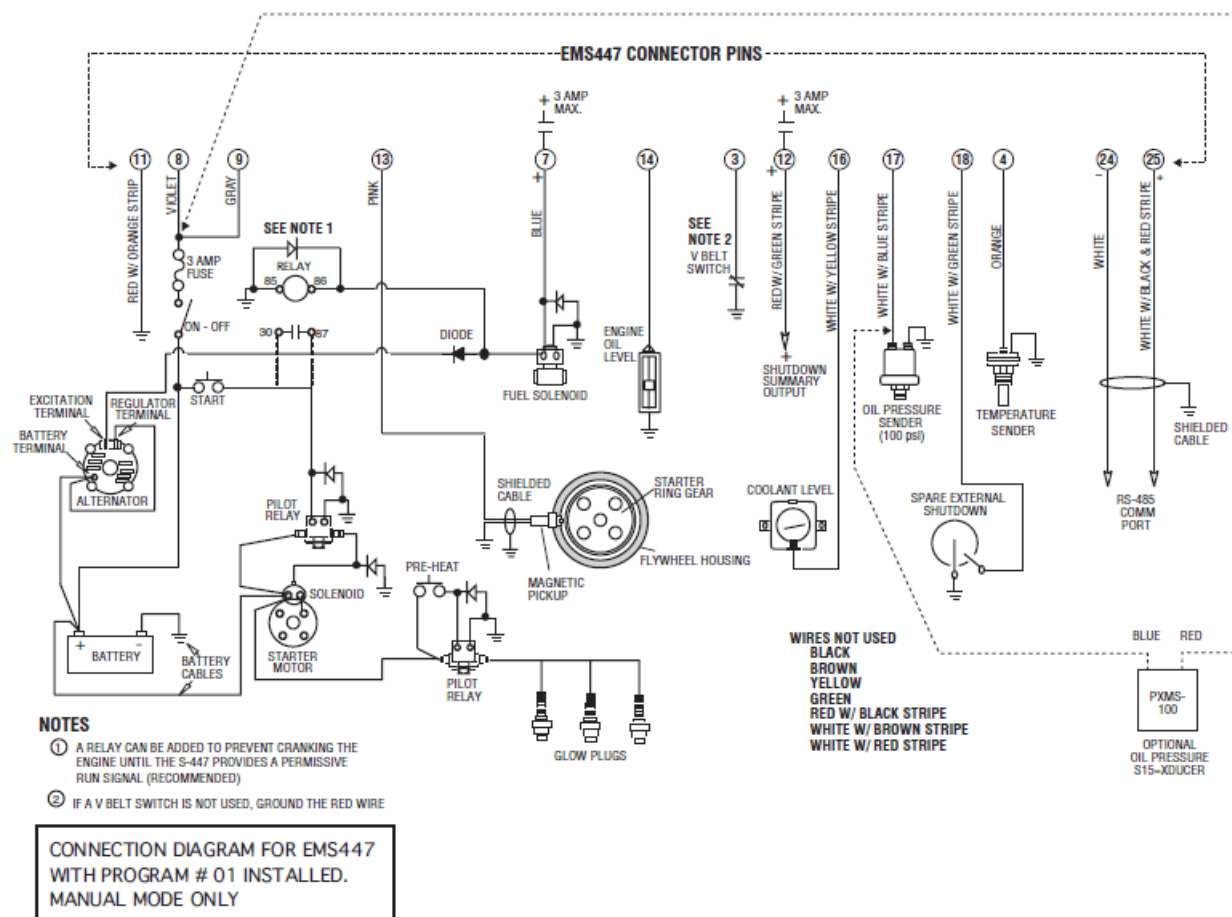 EMS447 CONNECTOR PINS
+ 3 AMP
MAX.
+ 3 AMP
MAX.
11
8
9
13
7
14
3
12
16
17
18
4
24
25
RED W/ ORANGE STRIP
VIOLET
GRAY
PINK
+
BLUE
+
RED W/ GREEN STRIPE
WHITE W/ YELLOW STRIPE
WHITE W/ BLUE STRIPE
WHITE W/ GREEN STRIPE
ORANGE
−
WHITE
+
WHITE W/ BLACK & RED STRIPE
SEE NOTE 1
RELAY
85
86
30
87
3 AMP
FUSE
ON - OFF
START
DIODE
FUEL SOLENOID
ENGINE
OIL
LEVEL
SEE
NOTE 2
V BELT
SWITCH
+
SHUTDOWN
SUMMARY
OUTPUT
OIL PRESSURE
SENDER
(100 psi)
TEMPERATURE
SENDER
SHIELDED
CABLE
RS-485
COMM
PORT
EXCITATION
TERMINAL
REGULATOR
TERMINAL
BATTERY
TERMINAL
ALTERNATOR
PILOT
RELAY
SHIELDED
CABLE
STARTER
RING GEAR
FLYWHEEL HOUSING
MAGNETIC
PICKUP
COOLANT LEVEL
SPARE EXTERNAL
SHUTDOWN
SOLENOID
STARTER
MOTOR
PRE-HEAT
PILOT
RELAY
GLOW PLUGS
+
−
BATTERY
BATTERY
CABLES
WIRES NOT USED
BLACK
BROWN
YELLOW
GREEN
RED W/ BLACK STRIPE
WHITE W/ BROWN STRIPE
WHITE W/ RED STRIPE
BLUE
RED
PXMS-
100
OPTIONAL
OIL PRESSURE
S15=XDUCER
NOTES
1 A RELAY CAN BE ADDED TO PREVENT CRANKING THE
ENGINE UNTIL THE S-447 PROVIDES A PERMISSIVE
RUN SIGNAL (RECOMMENDED)
2 IF A V BELT SWITCH IS NOT USED, GROUND THE RED WIRE
CONNECTION DIAGRAM FOR EMS447
WITH PROGRAM # 01 INSTALLED.
MANUAL MODE ONLY